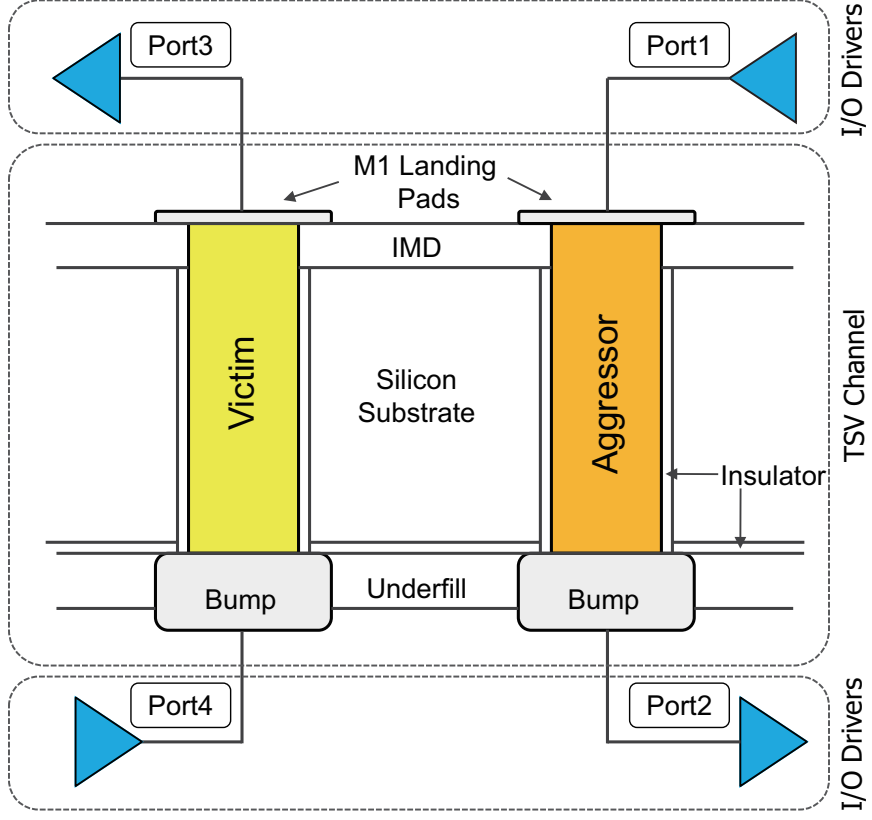 Port3
Port1
I/O Drivers
M1 Landing
Pads
IMD
Victim
Silicon
Substrate
Aggressor
TSV Channel
Insulator
Underfill
Bump
Bump
Port4
Port2
I/O Drivers